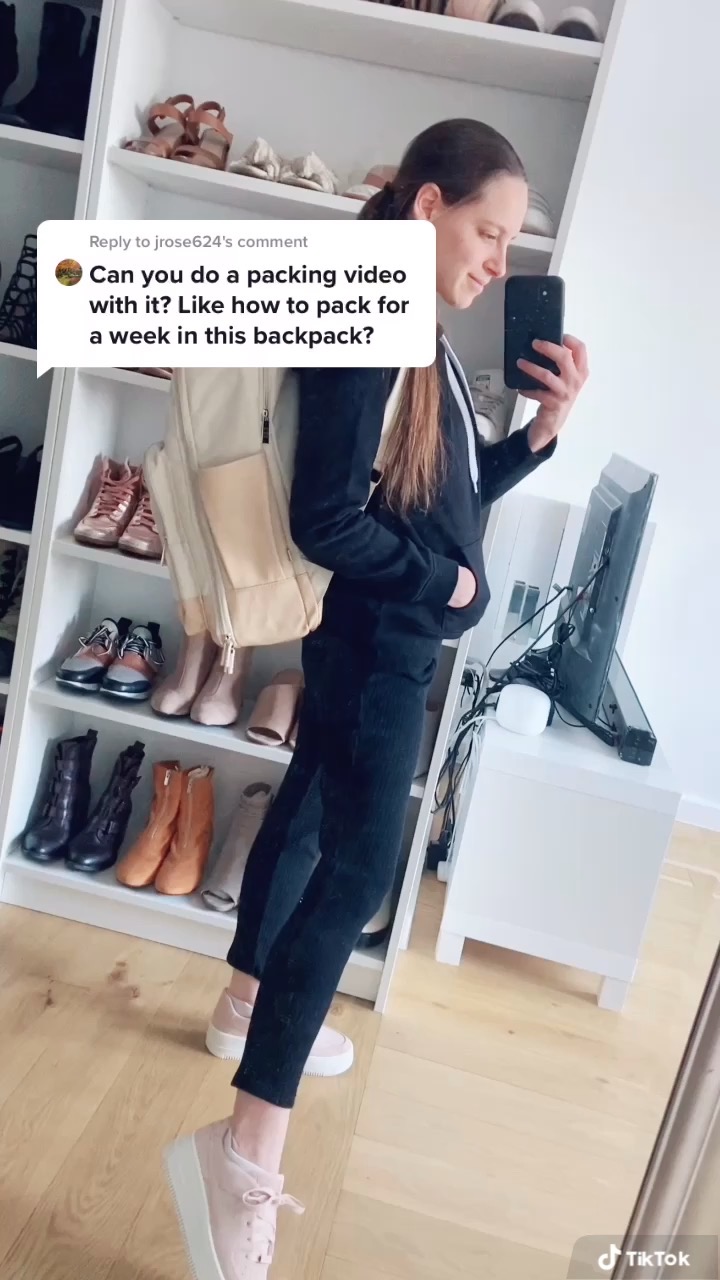 Reply to jrose624's comment
Can you do a packing video
with it? Like how to pack for
a week in this backpack?
TikTok